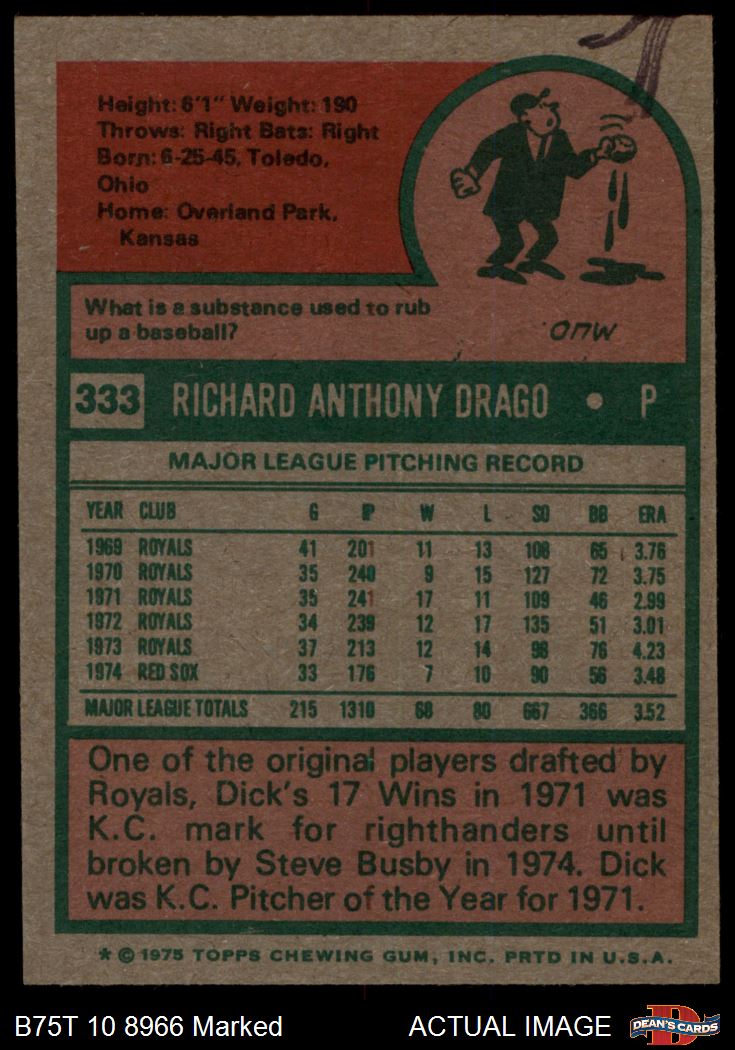 Height: 6'1" Weight: 190
Throws: Right Bats: Right
Born: 6-25-45, Toledo,
Ohio
Home: Overland Park,
Kansas
What is a substance used to rub
up a baseball?
MUD
333 RICHARD ANTHONY DRAGO • P
MAJOR LEAGUE PITCHING RECORD
YEAR CLUB G IP W L SO BB ERA
1969 ROYALS 41 201 11 13 108 65 3.76
1970 ROYALS 35 240 9 15 127 72 3.75
1971 ROYALS 35 241 17 11 109 46 2.99
1972 ROYALS 34 239 12 17 135 51 3.01
1973 ROYALS 37 213 12 14 98 76 4.23
1974 RED SOX 33 176 7 10 90 56 3.48
MAJOR LEAGUE TOTALS 215 1310 68 80 667 366 3.52
One of the original players drafted by
Royals, Dick's 17 Wins in 1971 was
K.C. mark for righthanders until
broken by Steve Busby in 1974. Dick
was K.C. Pitcher of the Year for 1971.
* © 1975 TOPPS CHEWING GUM, INC. PRTD IN U.S.A.
B75T 10 8966 Marked ACTUAL IMAGE DEAN'S CARDS